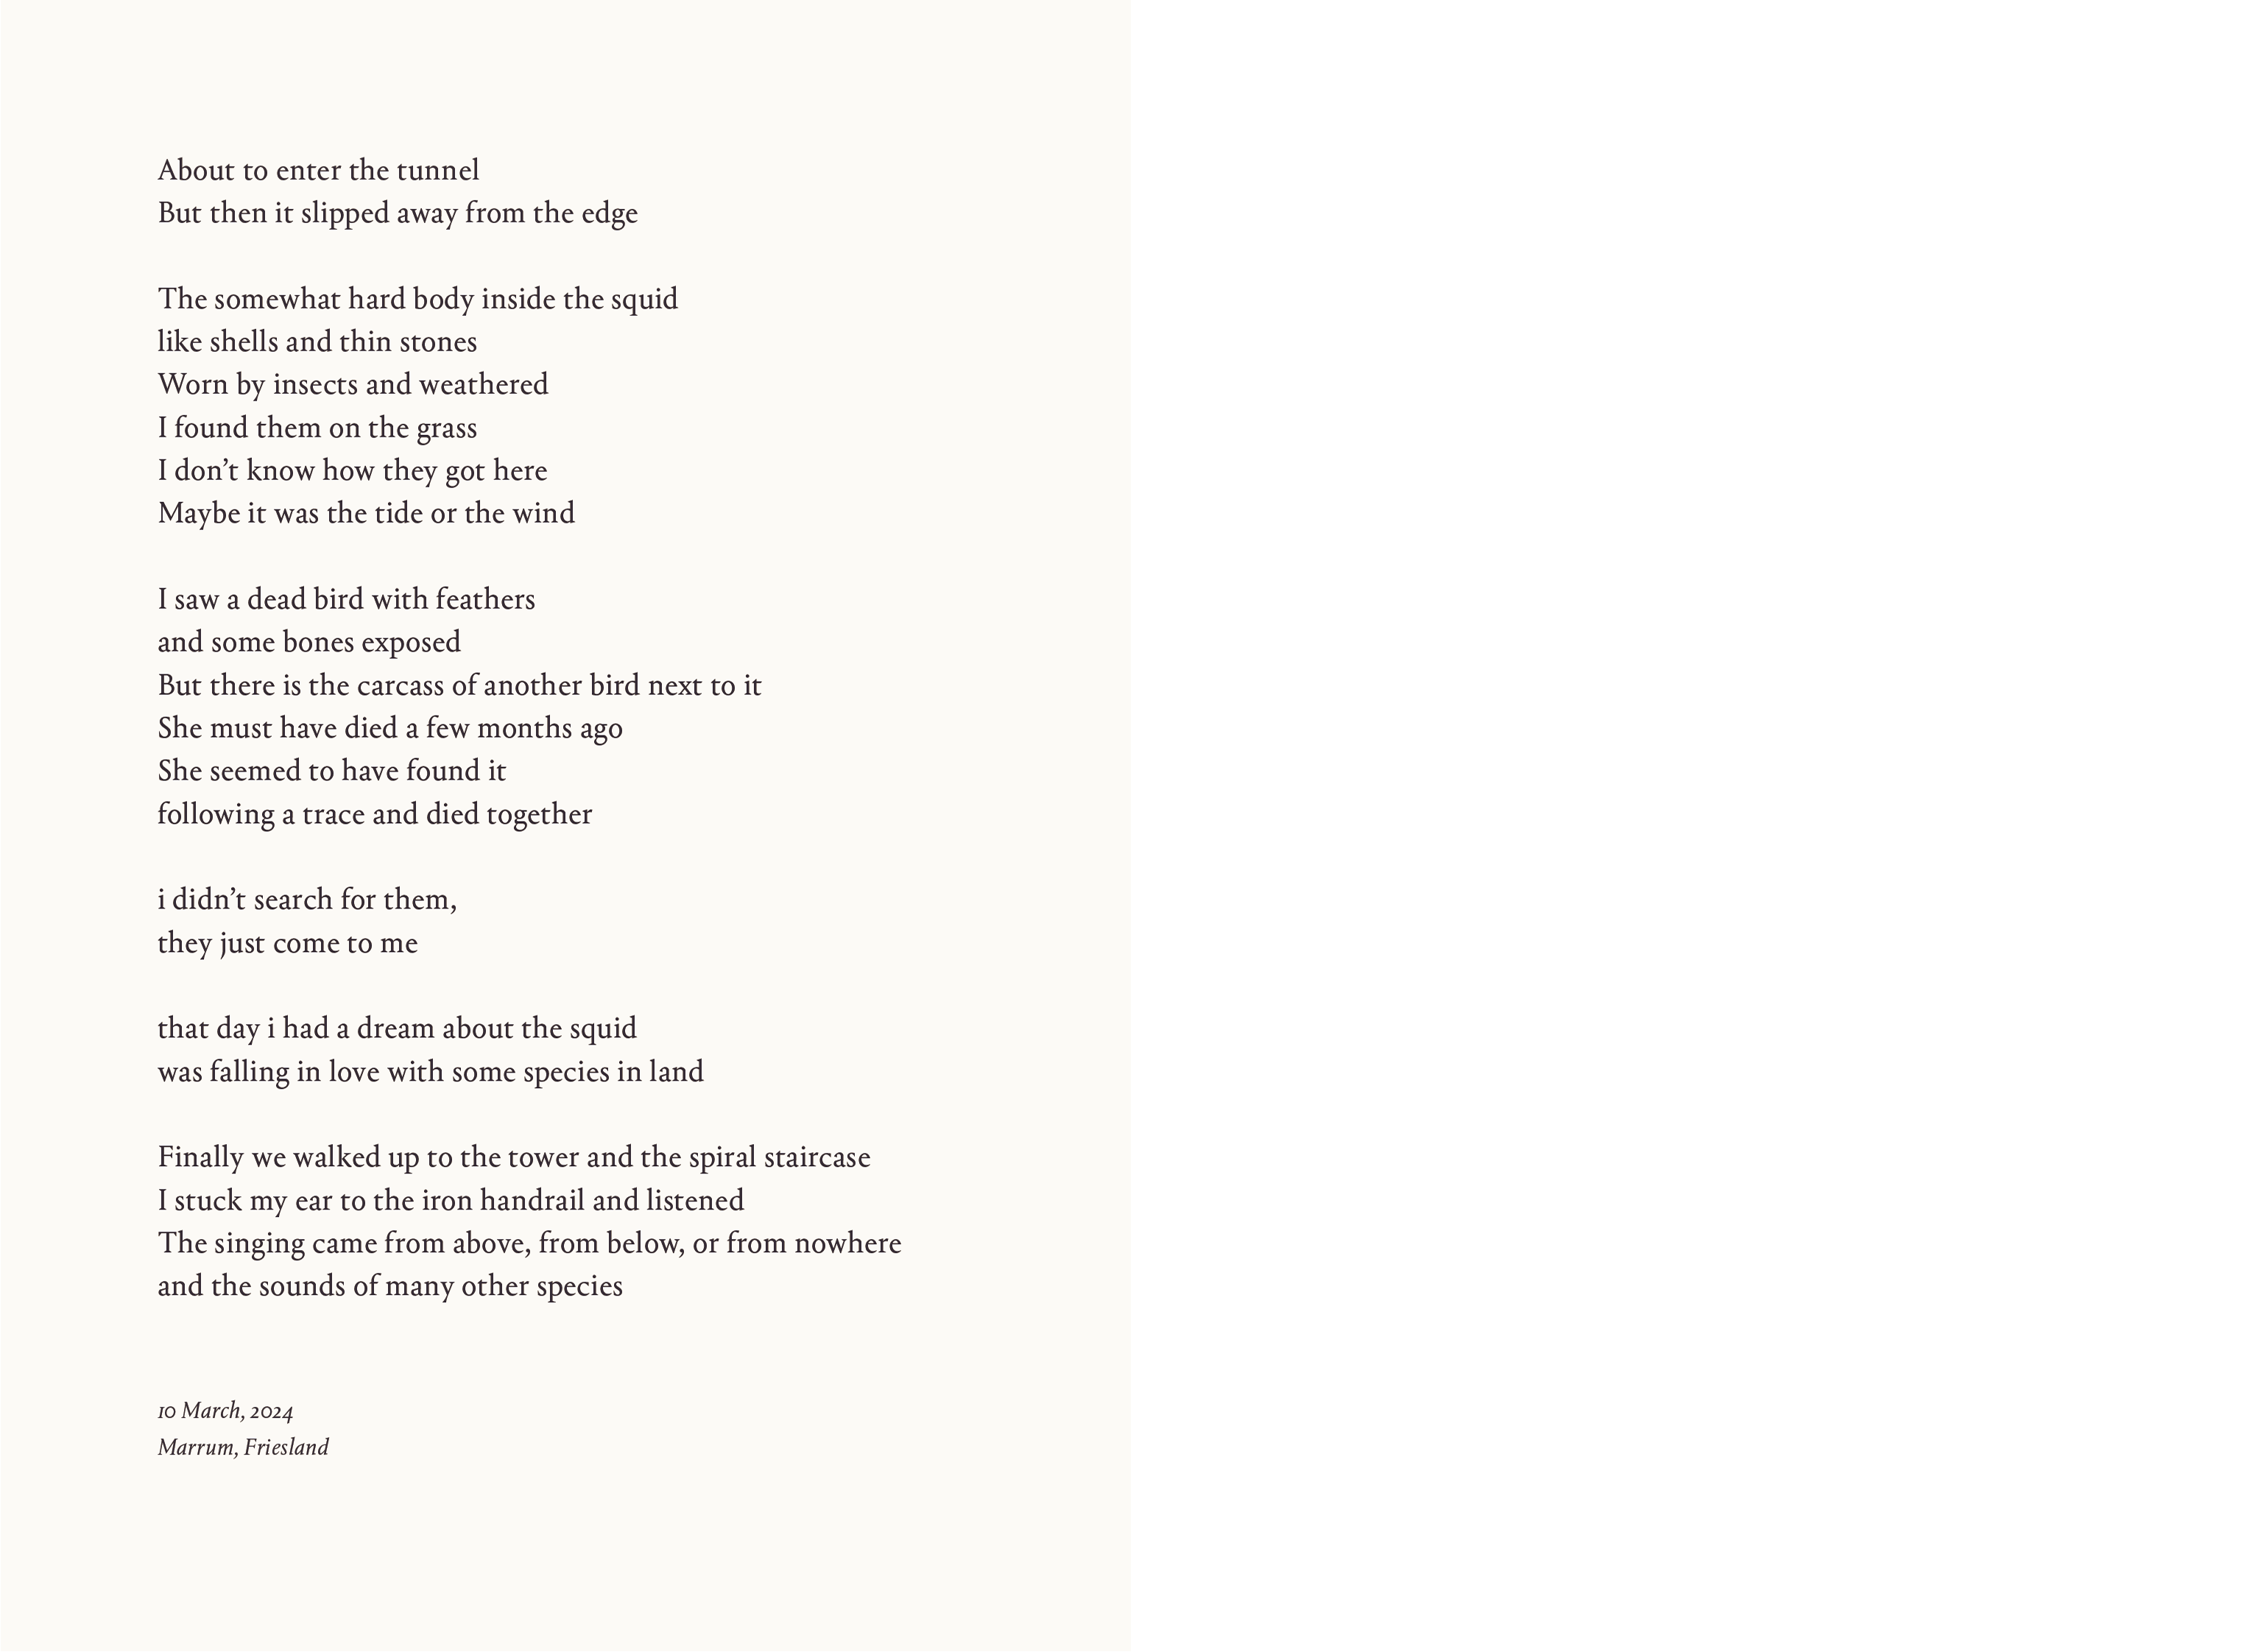 About to enter the tunnel
But then it slipped away from the edge
The somewhat hard body inside the squid
like shells and thin stones
Worn by insects and weathered
I found them on the grass
I don’t know how they got here
Maybe it was the tide or the wind
I saw a dead bird with feathers
and some bones exposed
But there is the carcass of another bird next to it
She must have died a few months ago
She seemed to have found it
following a trace and died together
i didn’t search for them,
they just come to me
that day i had a dream about the squid
was falling in love with some species in land
Finally we walked up to the tower and the spiral staircase
I stuck my ear to the iron handrail and listened
The singing came from above, from below, or from nowhere
and the sounds of many other species
10 March, 2024
Marrum, Friesland